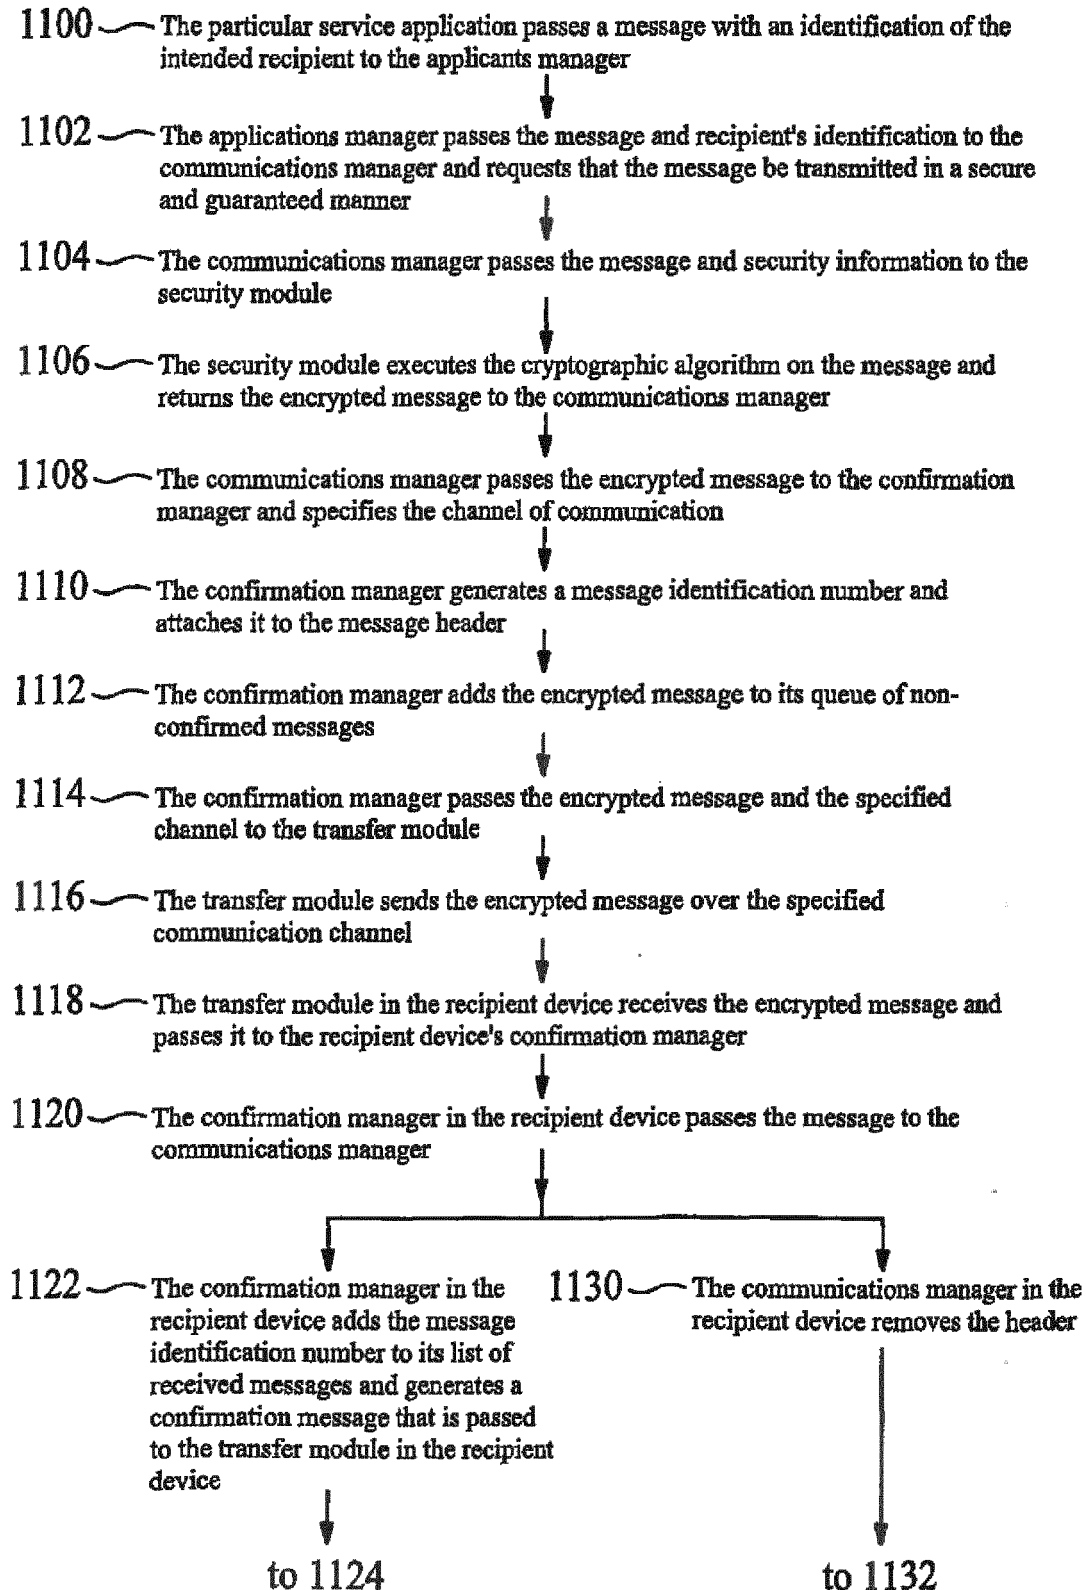 1100 The particular service application passes a message with an identification of the
intended recipient to the applicants manager
1102 The applications manager passes the message and recipient's identification to the
communications manager and requests that the message be transmitted in a secure
and guaranteed manner
1104 The communications manager passes the message and security information to the
security module
1106 The security module executes the cryptographic algorithm on the message and
returns the encrypted message to the communications manager
1108 The communications manager passes the encrypted message to the confirmation
manager and specifies the channel of communication
1110 The confirmation manager generates a message identification number and
attaches it to the message header
1112 The confirmation manager adds the encrypted message to its queue of non-
confirmed messages
1114 The confirmation manager passes the encrypted message and the specified
channel to the transfer module
1116 The transfer module sends the encrypted message over the specified
communication channel
1118 The transfer module in the recipient device receives the encrypted message and
passes it to the recipient device's confirmation manager
1120 The confirmation manager in the recipient device passes the message to the
communications manager
1122 The confirmation manager in the
recipient device adds the message
identification number to its list of
received messages and generates a
confirmation message that is passed
to the transfer module in the recipient
device
to 1124
1130 The communications manager in the
recipient device removes the header
to 1132